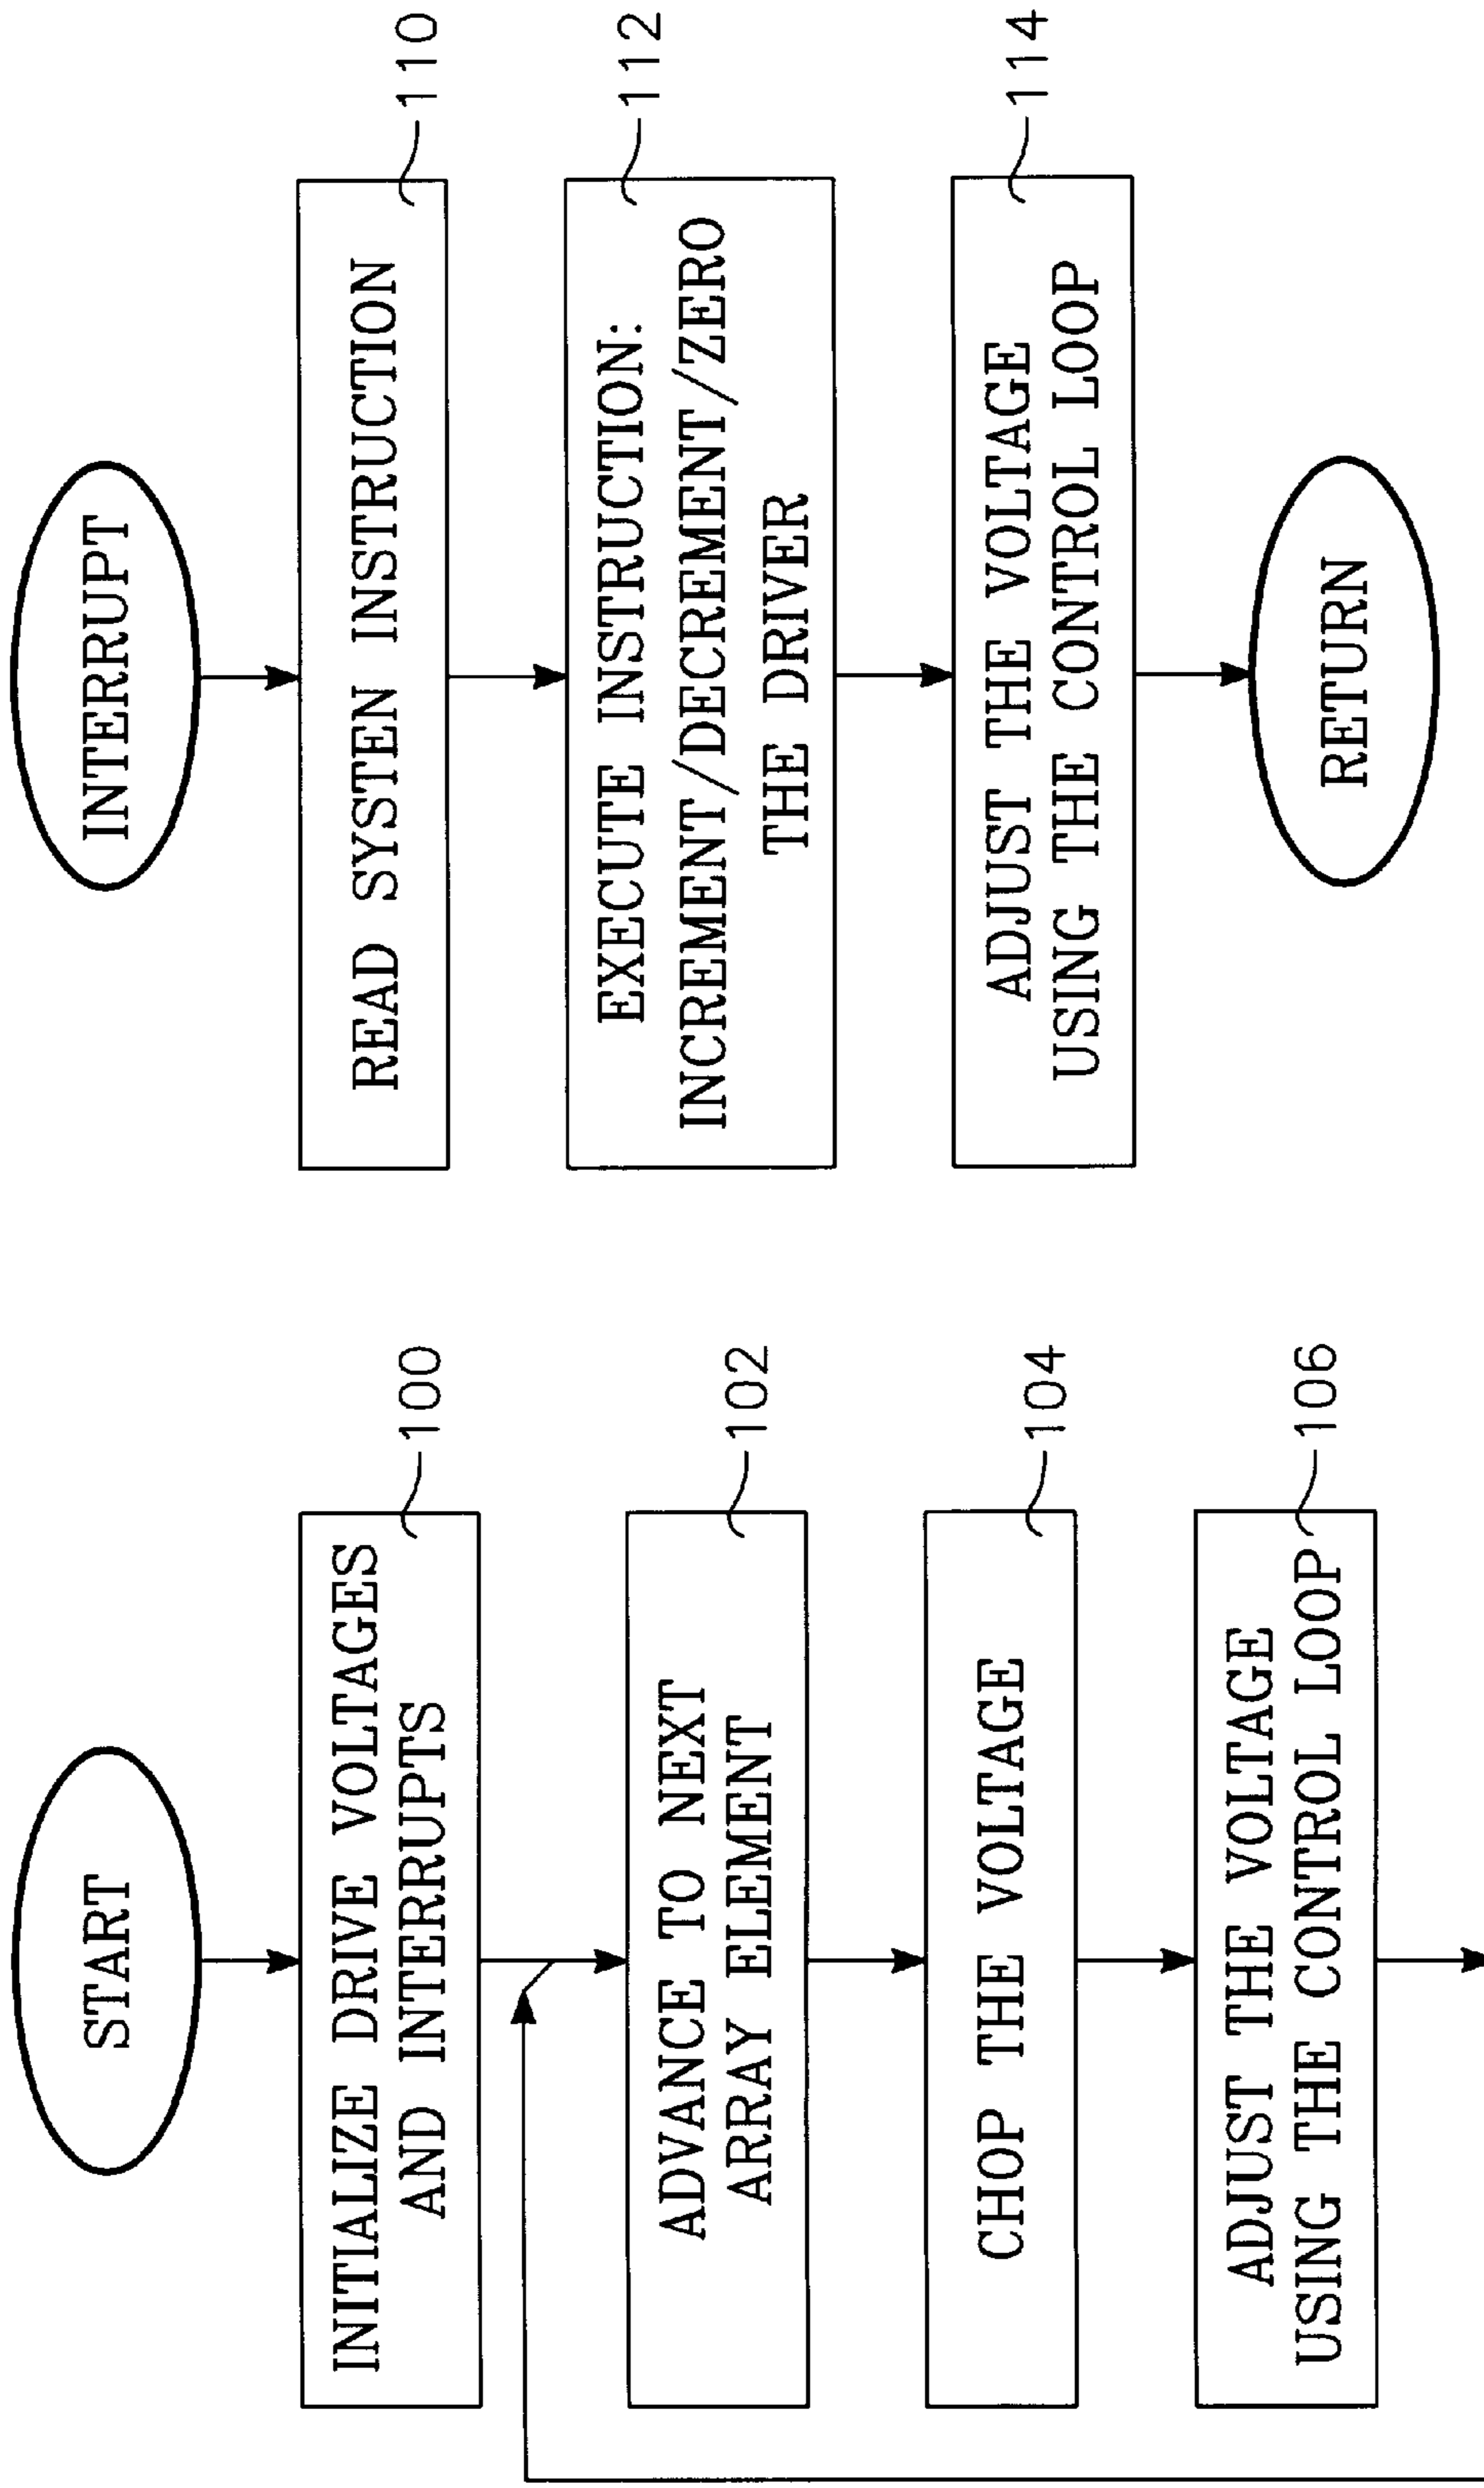 START
INITIALIZE DRIVE VOLTAGES
AND INTERRUPTS
100
ADVANCE TO NEXT
ARRAY ELEMENT
102
CHOP THE VOLTAGE
104
ADJUST THE VOLTAGE
USING THE CONTROL LOOP
106
INTERRUPT
READ SYSTEN INSTRUCTION
110
EXECUTE INSTRUCTION:
INCREMENT/DECREMENT/ZERO
THE DRIVER
112
ADJUST THE VOLTAGE
USING THE CONTROL LOOP
114
RETURN